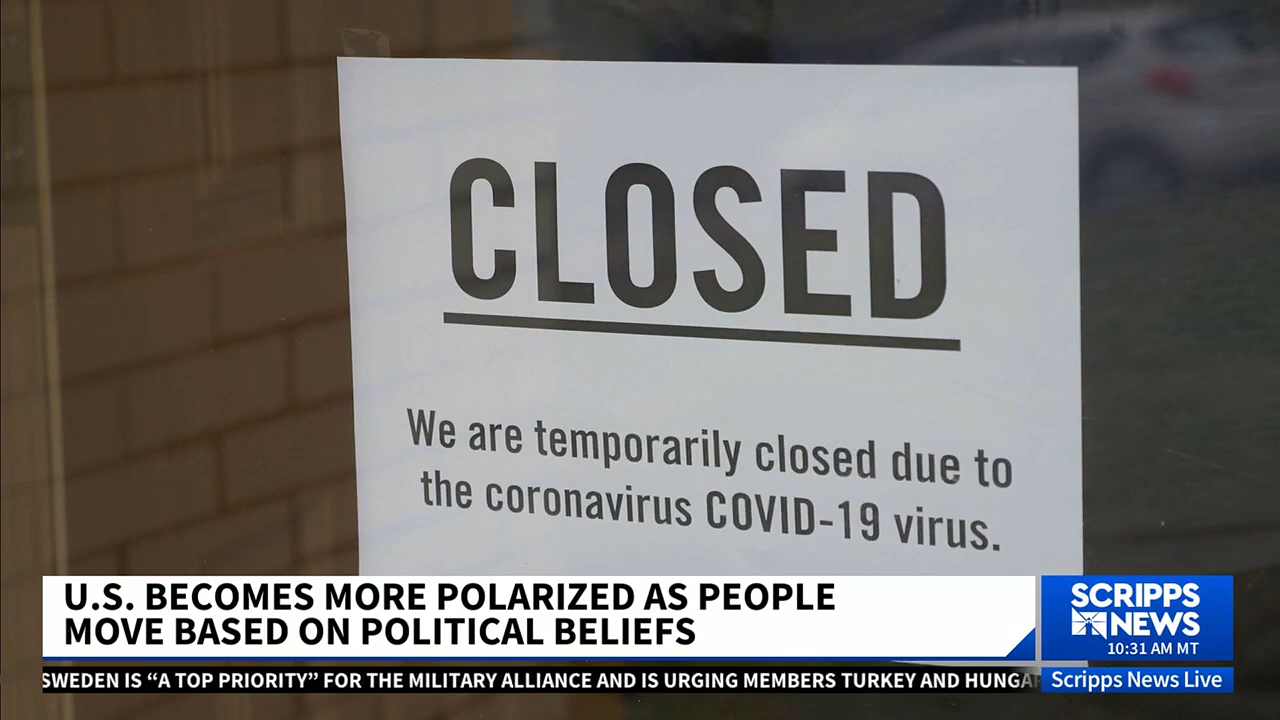 CLOSED
We are temporarily closed due to
the coronavirus COVID-19 virus.
U.S. BECOMES MORE POLARIZED AS PEOPLE
MOVE BASED ON POLITICAL BELIEFS
SCRIPPS
NEWS
10:31 AM MT
SWEDEN IS “A TOP PRIORITY” FOR THE MILITARY ALLIANCE AND IS URGING MEMBERS TURKEY AND
Scripps News Live